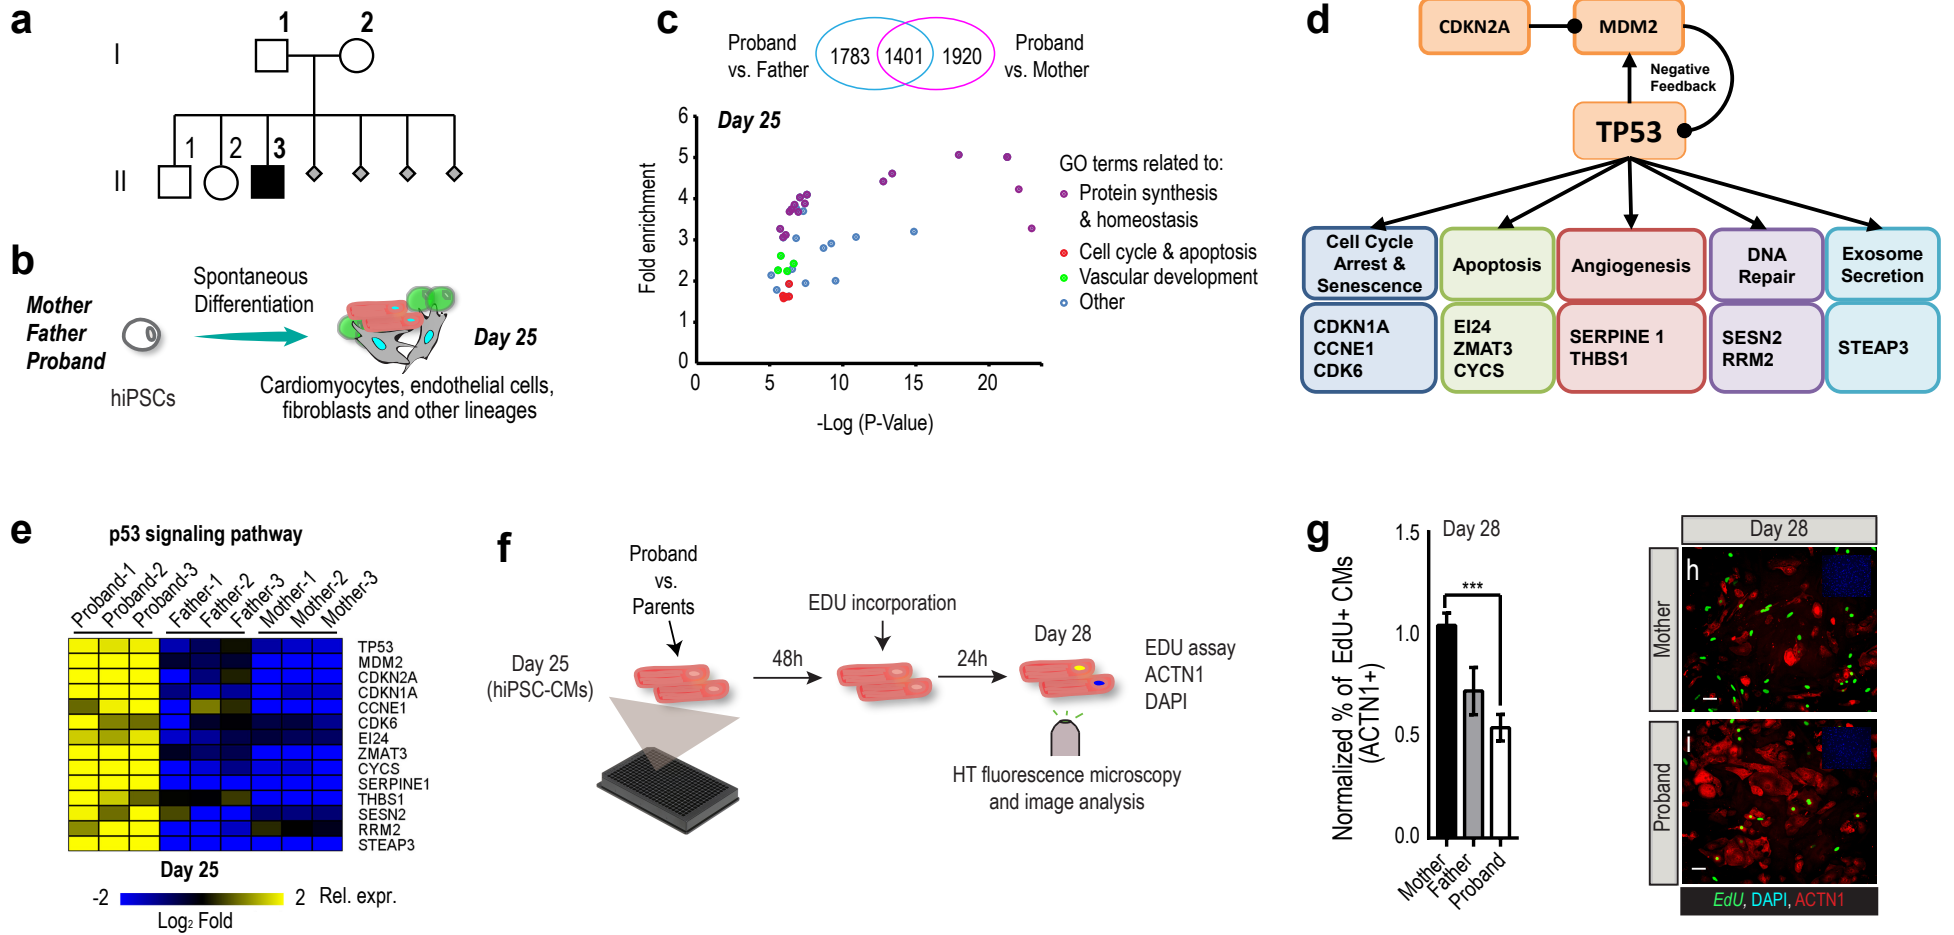 a
1
2
I
1
2
3
II
b
Mother
Father
Proband
hiPSCs
Spontaneous
Differentiation
Day 25
Cardiomyocytes, endothelial cells,
fibroblasts and other lineages
c
Proband
vs. Father
1783
1401
1920
Proband
vs. Mother
Day 25
Fold enrichment
6
5
4
3
2
1
0
0
5
10
15
20
-Log (P-Value)
GO terms related to:
Protein synthesis
& homeostasis
Cell cycle & apoptosis
Vascular development
Other
d
CDKN2A
MDM2
Negative
Feedback
TP53
Cell Cycle
Arrest &
Senescence
Apoptosis
Angiogenesis
DNA
Repair
Exosome
Secretion
CDKN1A
CCNE1
CDK6
EI24
ZMAT3
CYCS
SERPINE 1
THBS1
SESN2
RRM2
STEAP3
e
p53 signaling pathway
Proband-1
Proband-2
Proband-3
Father-1
Father-2
Father-3
Mother-1
Mother-2
Mother-3
TP53
MDM2
CDKN2A
CDKN1A
CCNE1
CDK6
EI24
ZMAT3
CYCS
SERPINE1
THBS1
SESN2
RRM2
STEAP3
Day 25
-2
2
Rel. expr.
Log2 Fold
f
Proband
vs.
Parents
Day 25
(hiPSC-CMs)
48h
EDU incorporation
24h
Day 28
EDU assay
ACTN1
DAPI
HT fluorescence microscopy
and image analysis
g
Day 28
Normalized % of EdU+ CMs
(ACTN1+)
1.5
1.0
0.5
0.0
***
Mother
Father
Proband
Day 28
Mother
h
Proband
i
EdU, DAPI, ACTN1